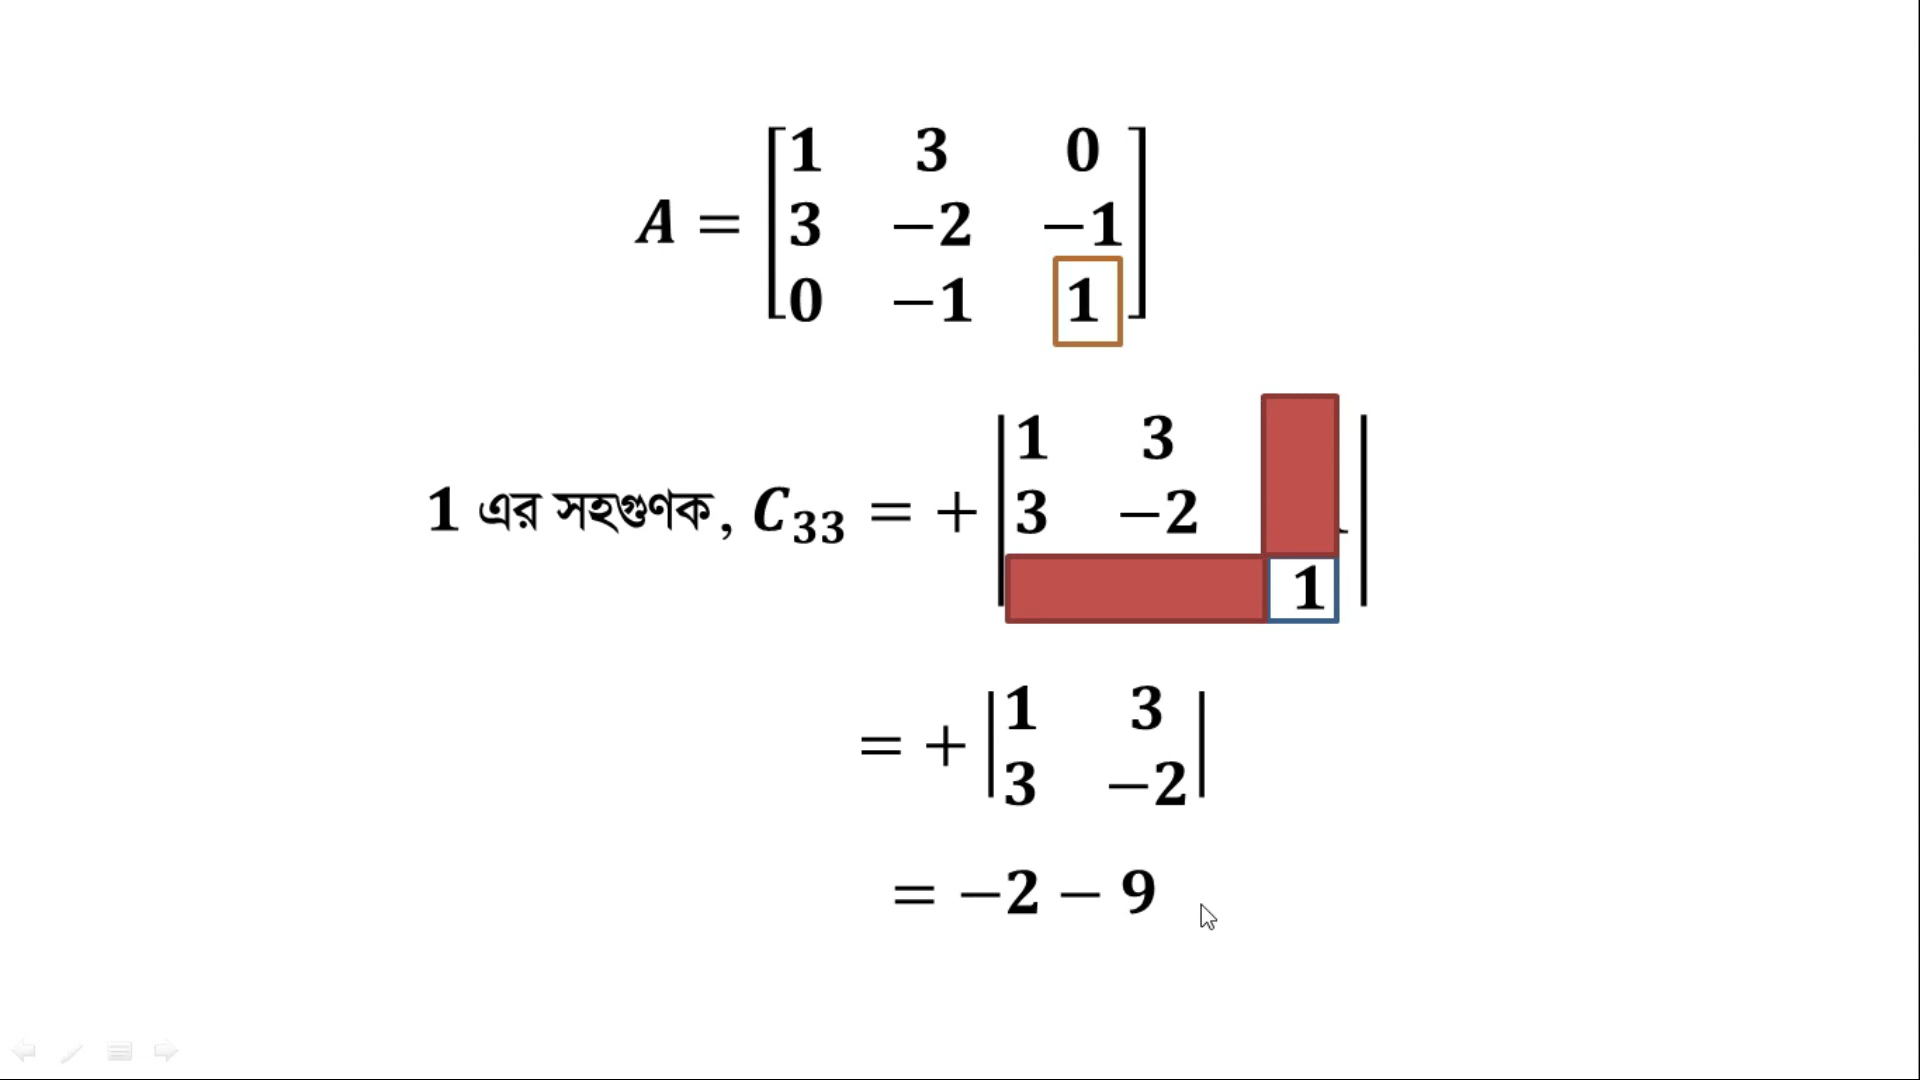 A = [1 3 0
3 −2 −1
0 −1 1]
1 এর সহগুণক, C₃₃ = + |1 3
3 −2
1|
= + |1 3
3 −2|
= −2 − 9